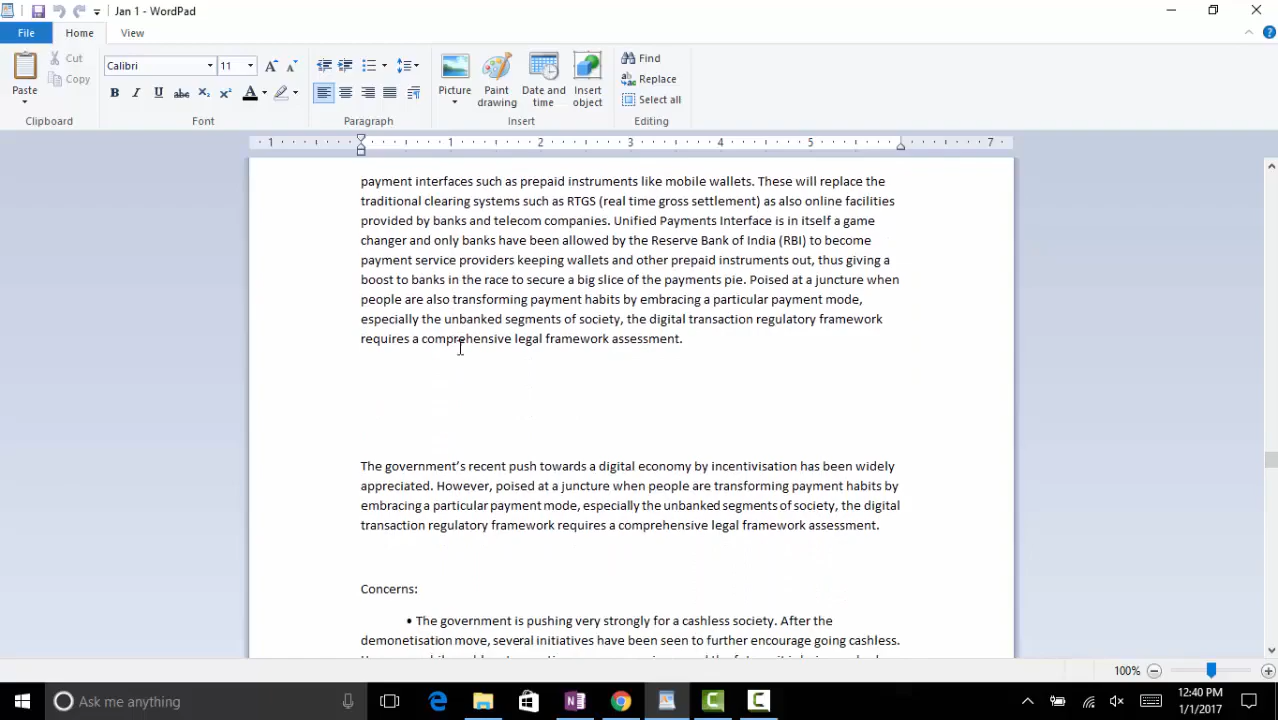 Jan 1 - WordPad
File Home View
Paste
Cut
Copy
Clipboard
Calibri 11
B I U abc X₂ X²
Font
Paragraph
Picture
Paint drawing
Date and time
Insert object
Insert
Find
Replace
Select all
Editing
1 1 2 3 4 5 7
payment interfaces such as prepaid instruments like mobile wallets. These will replace the
traditional clearing systems such as RTGS (real time gross settlement) as also online facilities
provided by banks and telecom companies. Unified Payments Interface is in itself a game
changer and only banks have been allowed by the Reserve Bank of India (RBI) to become
payment service providers keeping wallets and other prepaid instruments out, thus giving a
boost to banks in the race to secure a big slice of the payments pie. Poised at a juncture when
people are also transforming payment habits by embracing a particular payment mode,
especially the unbanked segments of society, the digital transaction regulatory framework
requires a comprehensive legal framework assessment.
The government's recent push towards a digital economy by incentivisation has been widely
appreciated. However, poised at a juncture when people are transforming payment habits by
embracing a particular payment mode, especially the unbanked segments of society, the digital
transaction regulatory framework requires a comprehensive legal framework assessment.
Concerns:
• The government is pushing very strongly for a cashless society. After the
demonetisation move, several initiatives have been seen to further encourage going cashless.
100%
Ask me anything
12:40 PM
1/1/2017